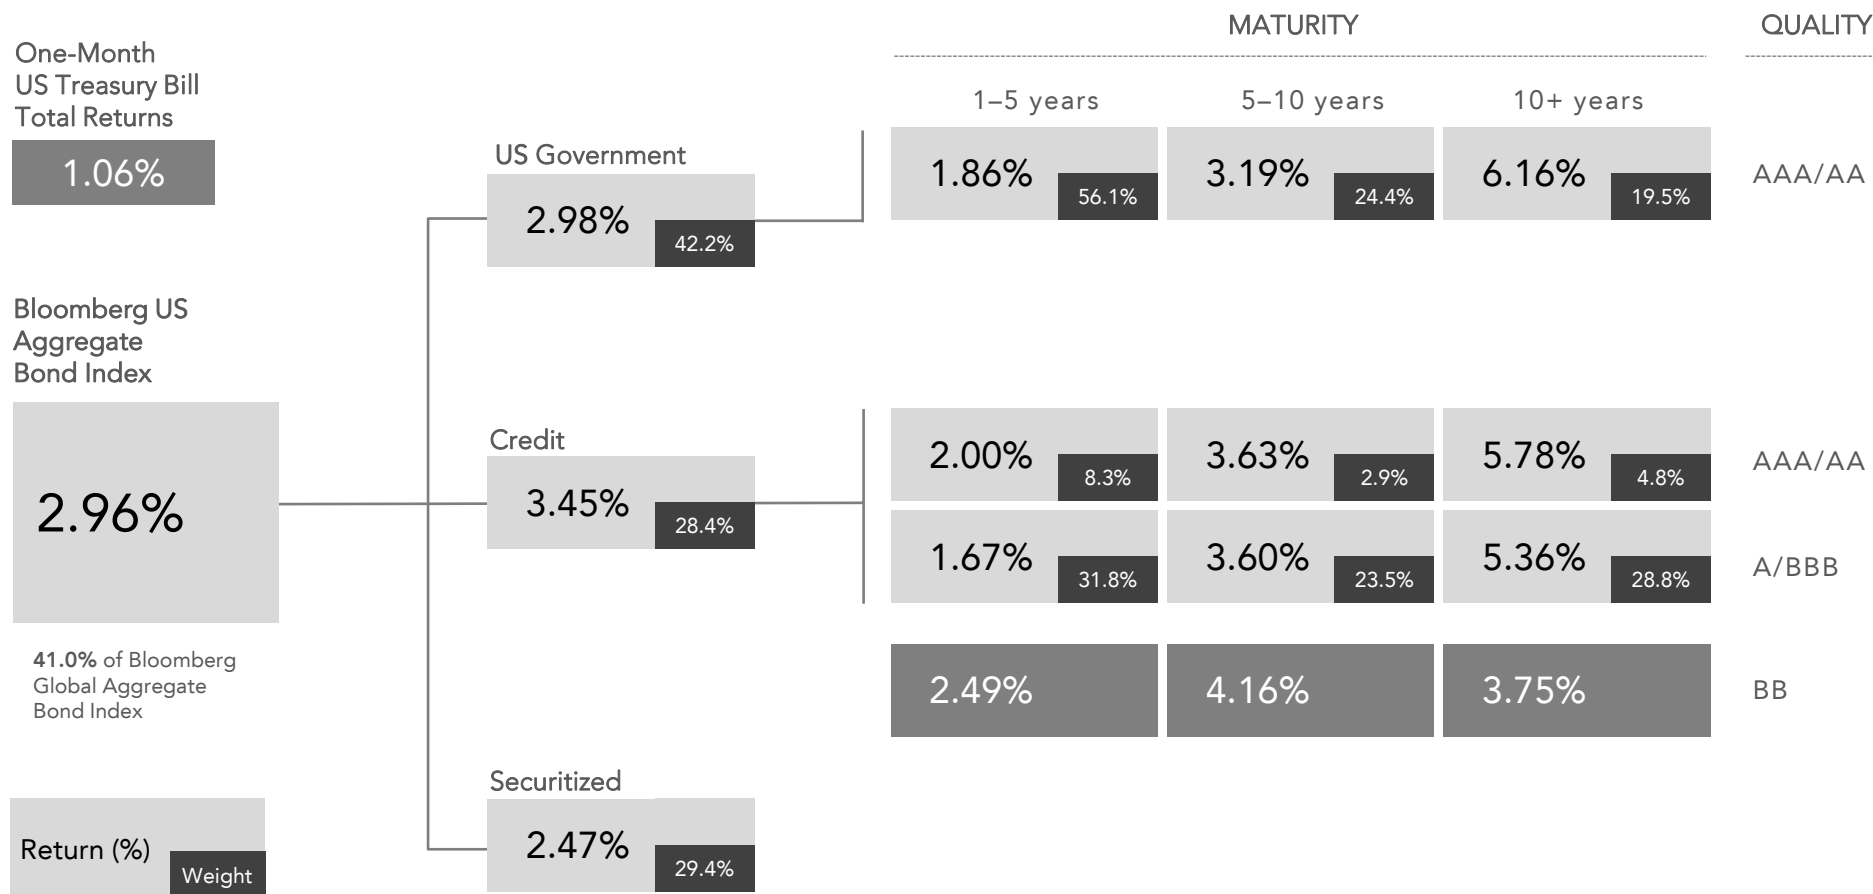 MATURITY
QUALITY
One-Month
US Treasury Bill
Total Returns
1.06%
1–5 years
5–10 years
10+ years
US Government
2.98%
42.2%
1.86%
56.1%
3.19%
24.4%
6.16%
19.5%
AAA/AA
Bloomberg US
Aggregate
Bond Index
2.96%
41.0% of Bloomberg
Global Aggregate
Bond Index
Credit
3.45%
28.4%
2.00%
8.3%
3.63%
2.9%
5.78%
4.8%
AAA/AA
1.67%
31.8%
3.60%
23.5%
5.36%
28.8%
A/BBB
2.49%
4.16%
3.75%
BB
Securitized
2.47%
29.4%
Return (%)
Weight